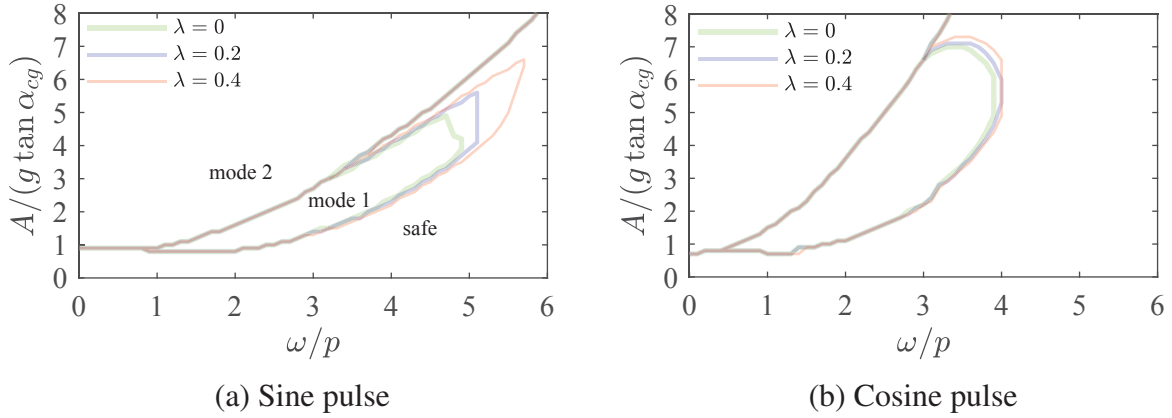 8
7
6
5
4
3
2
1
0
A/(g tan α_cg)
λ = 0
λ = 0.2
λ = 0.4
mode 2
mode 1
safe
0 1 2 3 4 5 6
ω/p
(a) Sine pulse
8
7
6
5
4
3
2
1
0
A/(g tan α_cg)
λ = 0
λ = 0.2
λ = 0.4
0 1 2 3 4 5 6
ω/p
(b) Cosine pulse